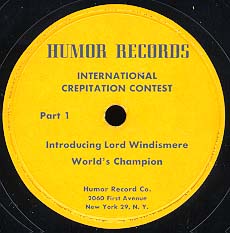 HUMOR RECORDS
INTERNATIONAL
CREPITATION CONTEST
Part 1
Introducing Lord Windismere
World's Champion
Humor Record Co.
2060 First Avenue
New York 29, N. Y.